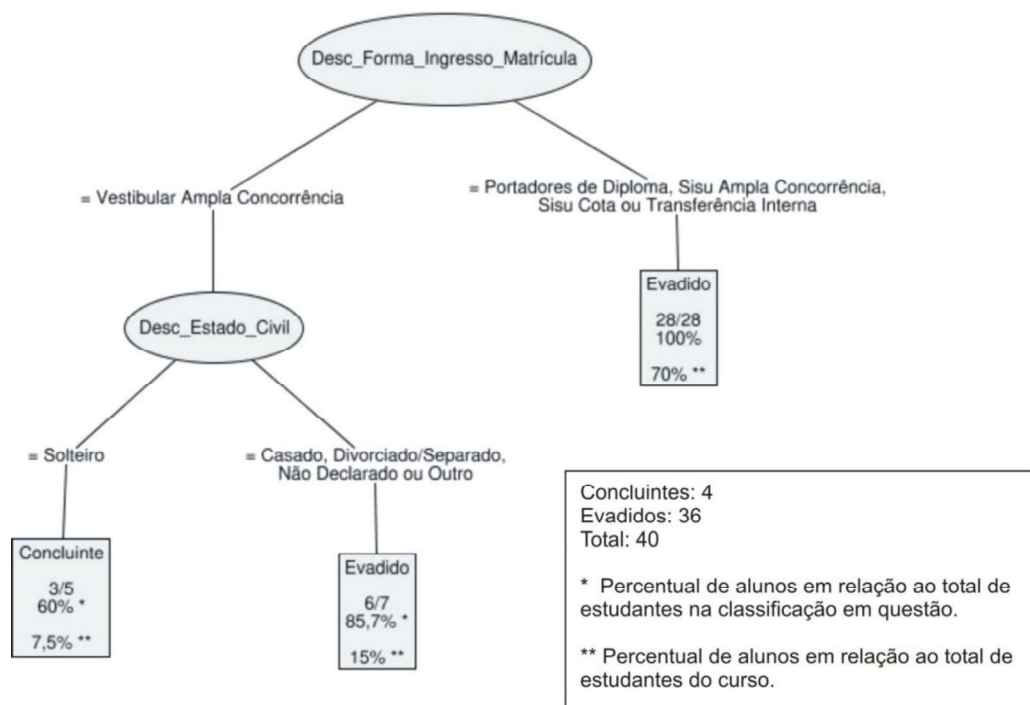 Desc_Forma_Ingresso_Matrícula
= Vestibular Ampla Concorrência
= Portadores de Diploma, Sisu Ampla Concorrência,
Sisu Cota ou Transferência Interna
Evadido
28/28
100%
70% **
Desc_Estado_Civil
= Solteiro
= Casado, Divorciado/Separado,
Não Declarado ou Outro
Concluinte
3/5
60% *
7,5% **
Evadido
6/7
85,7% *
15% **
Concluintes: 4
Evadidos: 36
Total: 40
* Percentual de alunos em relação ao total de
estudantes na classificação em questão.
** Percentual de alunos em relação ao total de
estudantes do curso.